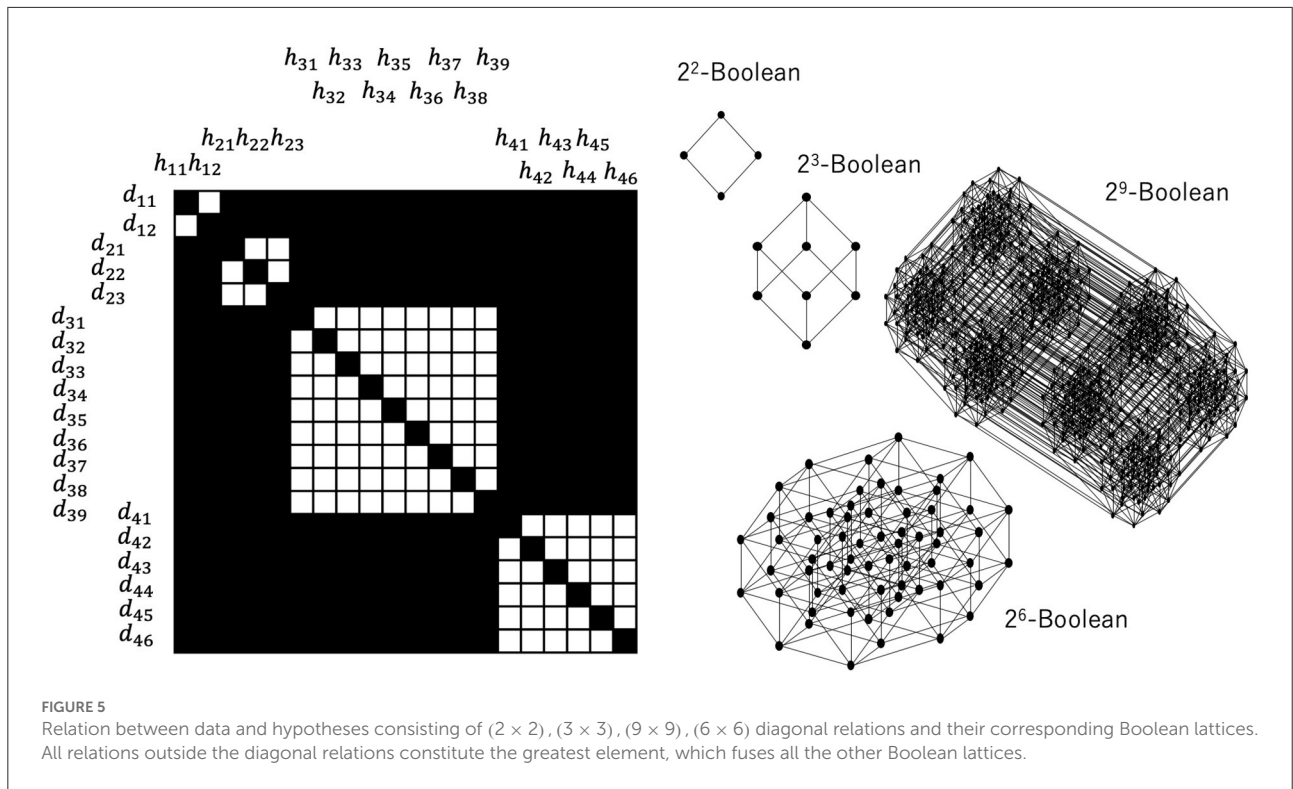 h₃₁ h₃₃ h₃₅ h₃₇ h₃₉
h₃₂ h₃₄ h₃₆ h₃₈
h₂₁h₂₂h₂₃
h₄₁ h₄₃h₄₅
h₁₁h₁₂
h₄₂ h₄₄ h₄₆
d₁₁
d₁₂
d₂₁
d₂₂
d₂₃
d₃₁
d₃₂
d₃₃
d₃₄
d₃₅
d₃₆
d₃₇
d₃₈
d₃₉
d₄₁
d₄₂
d₄₃
d₄₄
d₄₅
d₄₆
2²-Boolean
2³-Boolean
2⁹-Boolean
2⁶-Boolean
FIGURE 5
Relation between data and hypotheses consisting of (2 × 2), (3 × 3), (9 × 9), (6 × 6) diagonal relations and their corresponding Boolean lattices.
All relations outside the diagonal relations constitute the greatest element, which fuses all the other Boolean lattices.